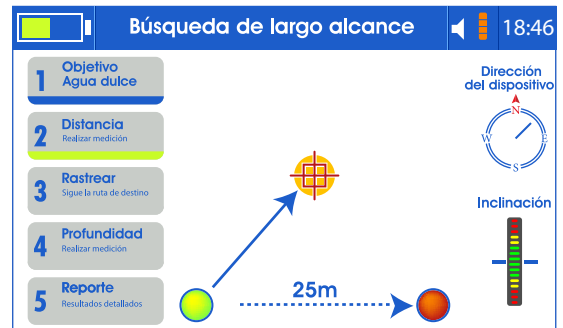 Búsqueda de largo alcance
18:46
1
Objetivo
Agua dulce
2
Distancia
Realizar medición
3
Rastrear
Sigue la ruta de destino
4
Profundidad
Realizar medición
5
Reporte
Resultados detallados
25m
Dirección
del dispositivo
N
W
E
S
Inclinación